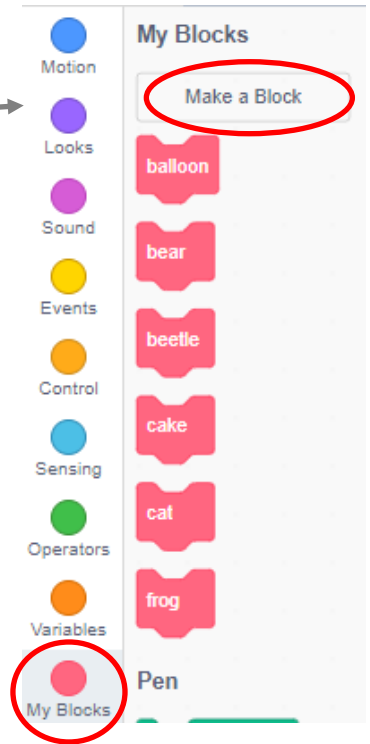 Motion
Looks
Sound
Events
Control
Sensing
Operators
Variables
My Blocks
My Blocks
Make a Block
balloon
bear
beetle
cake
cat
frog
Pen